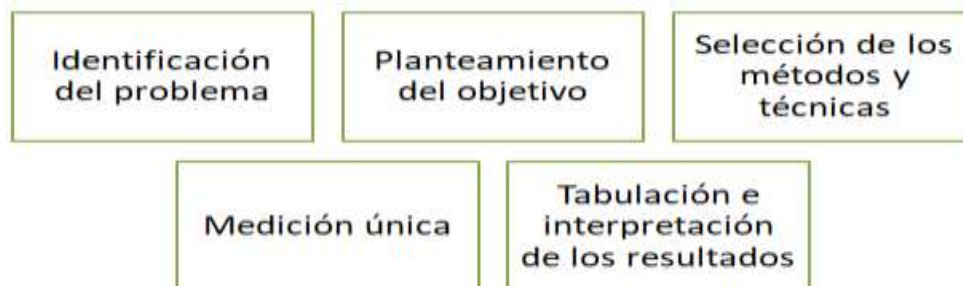 Identificación
del problema
Planteamiento
del objetivo
Selección de los
métodos y
técnicas
Medición única
Tabulación e
interpretación
de los resultados